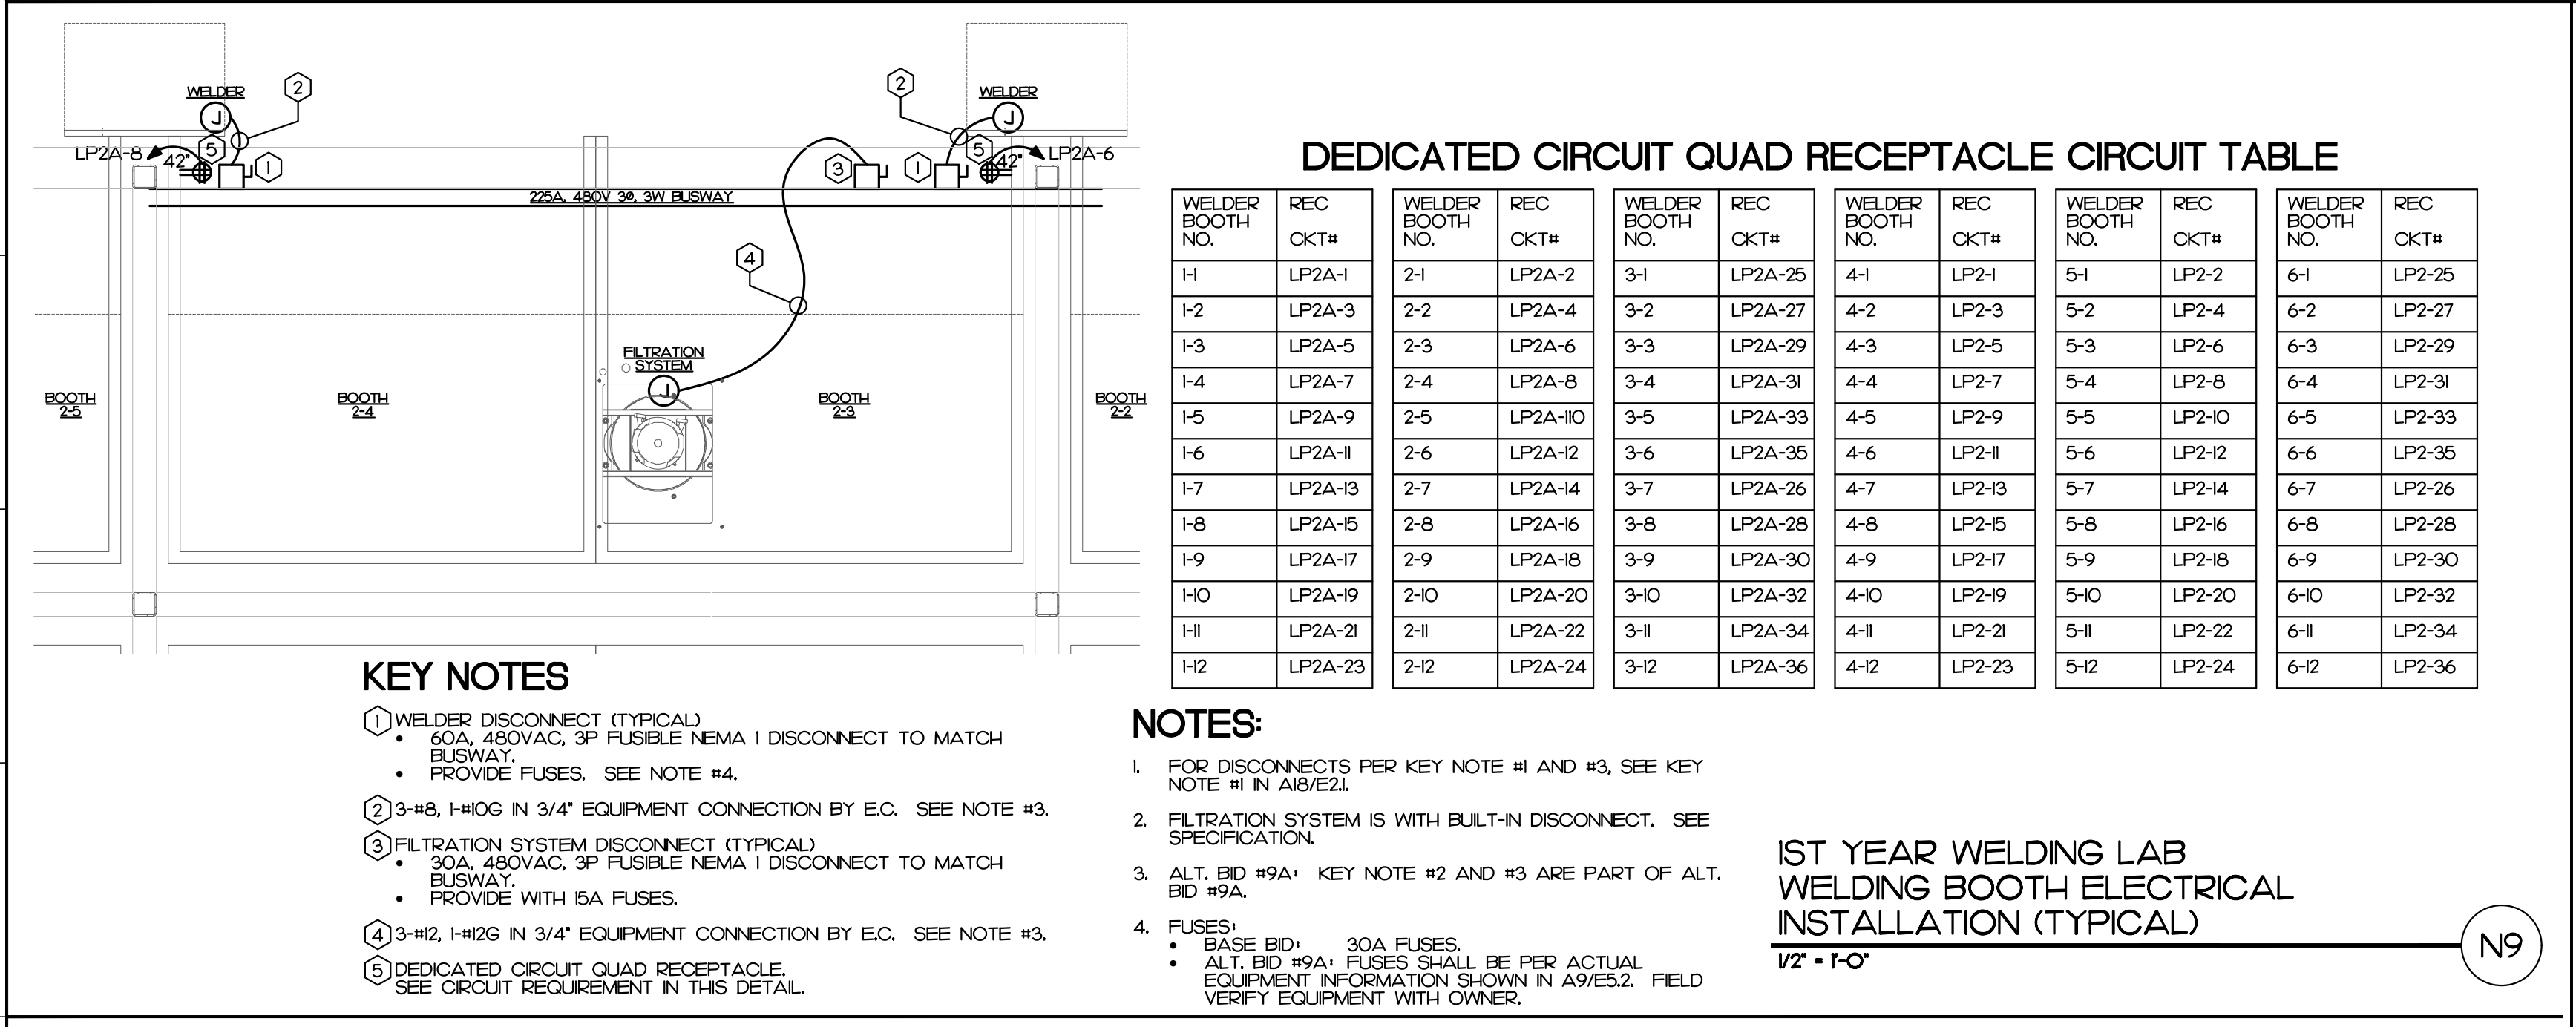 WELDER
2
2
WELDER
LP2A-8
42"
5
1
3
1
5
42"
LP2A-6
225A, 480V 3Ø, 3W BUSWAY
4
FILTRATION
SYSTEM
J
J
J
BOOTH
2-5
BOOTH
2-4
BOOTH
2-3
BOOTH
2-2
DEDICATED CIRCUIT QUAD RECEPTACLE CIRCUIT TABLE
WELDER BOOTH NO. REC CKT# WELDER BOOTH NO. REC CKT# WELDER BOOTH NO. REC CKT# WELDER BOOTH NO. REC CKT# WELDER BOOTH NO. REC CKT# WELDER BOOTH NO. REC CKT#
1-1 LP2A-1 2-1 LP2A-2 3-1 LP2A-25 4-1 LP2-1 5-1 LP2-2 6-1 LP2-25
1-2 LP2A-3 2-2 LP2A-4 3-2 LP2A-27 4-2 LP2-3 5-2 LP2-4 6-2 LP2-27
1-3 LP2A-5 2-3 LP2A-6 3-3 LP2A-29 4-3 LP2-5 5-3 LP2-6 6-3 LP2-29
1-4 LP2A-7 2-4 LP2A-8 3-4 LP2A-31 4-4 LP2-7 5-4 LP2-8 6-4 LP2-31
1-5 LP2A-9 2-5 LP2A-110 3-5 LP2A-33 4-5 LP2-9 5-5 LP2-10 6-5 LP2-33
1-6 LP2A-11 2-6 LP2A-12 3-6 LP2A-35 4-6 LP2-11 5-6 LP2-12 6-6 LP2-35
1-7 LP2A-13 2-7 LP2A-14 3-7 LP2A-26 4-7 LP2-13 5-7 LP2-14 6-7 LP2-26
1-8 LP2A-15 2-8 LP2A-16 3-8 LP2A-28 4-8 LP2-15 5-8 LP2-16 6-8 LP2-28
1-9 LP2A-17 2-9 LP2A-18 3-9 LP2A-30 4-9 LP2-17 5-9 LP2-18 6-9 LP2-30
1-10 LP2A-19 2-10 LP2A-20 3-10 LP2A-32 4-10 LP2-19 5-10 LP2-20 6-10 LP2-32
1-11 LP2A-21 2-11 LP2A-22 3-11 LP2A-34 4-11 LP2-21 5-11 LP2-22 6-11 LP2-34
1-12 LP2A-23 2-12 LP2A-24 3-12 LP2A-36 4-12 LP2-23 5-12 LP2-24 6-12 LP2-36
KEY NOTES
1 WELDER DISCONNECT (TYPICAL)
• 60A, 480VAC, 3P FUSIBLE NEMA 1 DISCONNECT TO MATCH
BUSWAY.
• PROVIDE FUSES. SEE NOTE #4.
2 3-#8, 1-#10G IN 3/4" EQUIPMENT CONNECTION BY E.C. SEE NOTE #3.
3 FILTRATION SYSTEM DISCONNECT (TYPICAL)
• 30A, 480VAC, 3P FUSIBLE NEMA 1 DISCONNECT TO MATCH
BUSWAY.
• PROVIDE WITH 15A FUSES.
4 3-#12, 1-#12G IN 3/4" EQUIPMENT CONNECTION BY E.C. SEE NOTE #3.
5 DEDICATED CIRCUIT QUAD RECEPTACLE.
SEE CIRCUIT REQUIREMENT IN THIS DETAIL.
NOTES:
1. FOR DISCONNECTS PER KEY NOTE #1 AND #3, SEE KEY
NOTE #1 IN A18/E2.1.
2. FILTRATION SYSTEM IS WITH BUILT-IN DISCONNECT. SEE
SPECIFICATION.
3. ALT. BID #9A: KEY NOTE #2 AND #3 ARE PART OF ALT.
BID #9A.
4. FUSES:
• BASE BID: 30A FUSES.
• ALT. BID #9A: FUSES SHALL BE PER ACTUAL
EQUIPMENT INFORMATION SHOWN IN A9/E5.2. FIELD
VERIFY EQUIPMENT WITH OWNER.
1ST YEAR WELDING LAB
WELDING BOOTH ELECTRICAL
INSTALLATION (TYPICAL)
1/2" = 1'-0"
N9